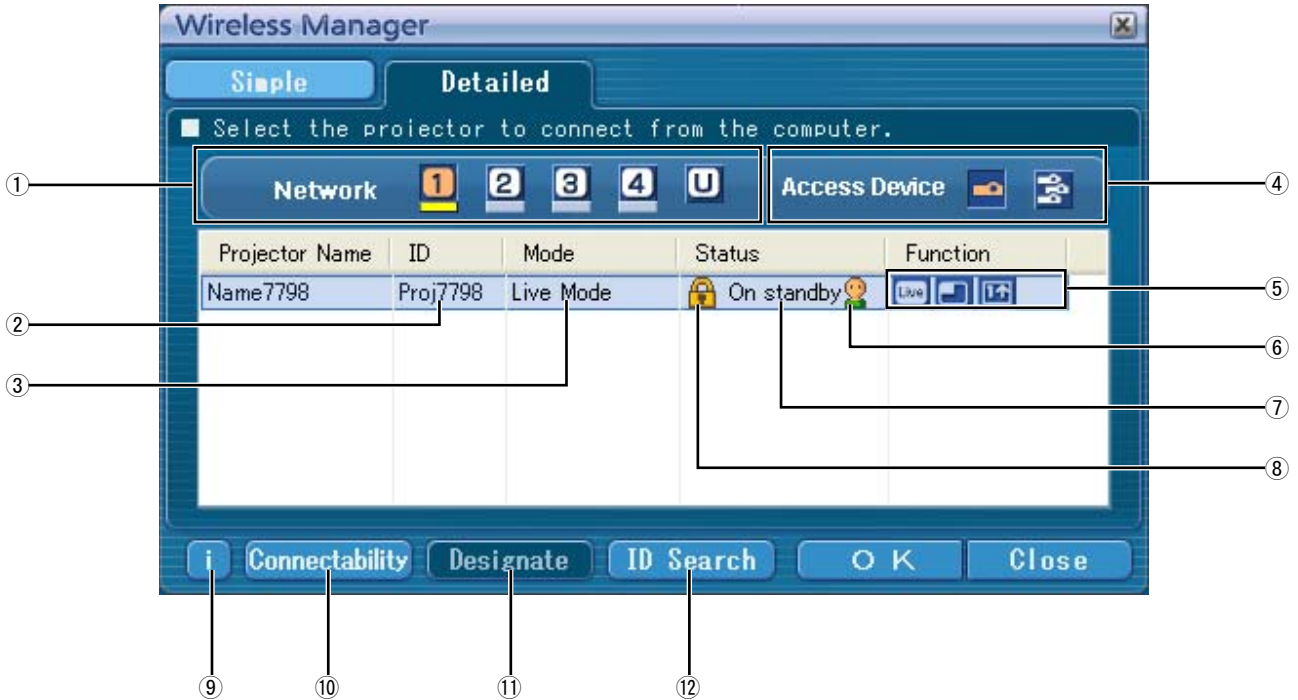 Wireless Manager
Simple Detailed
Select the projector to connect from the computer.
① Network 1 2 3 4 U Access Device ④
Projector Name ID Mode Status Function
Name7798 Proj7798 Live Mode On standby Live 1 ⑤
② ⑥
③ ⑦
⑧
i Connectability Designate ID Search OK Close
⑨ ⑩ ⑪ ⑫